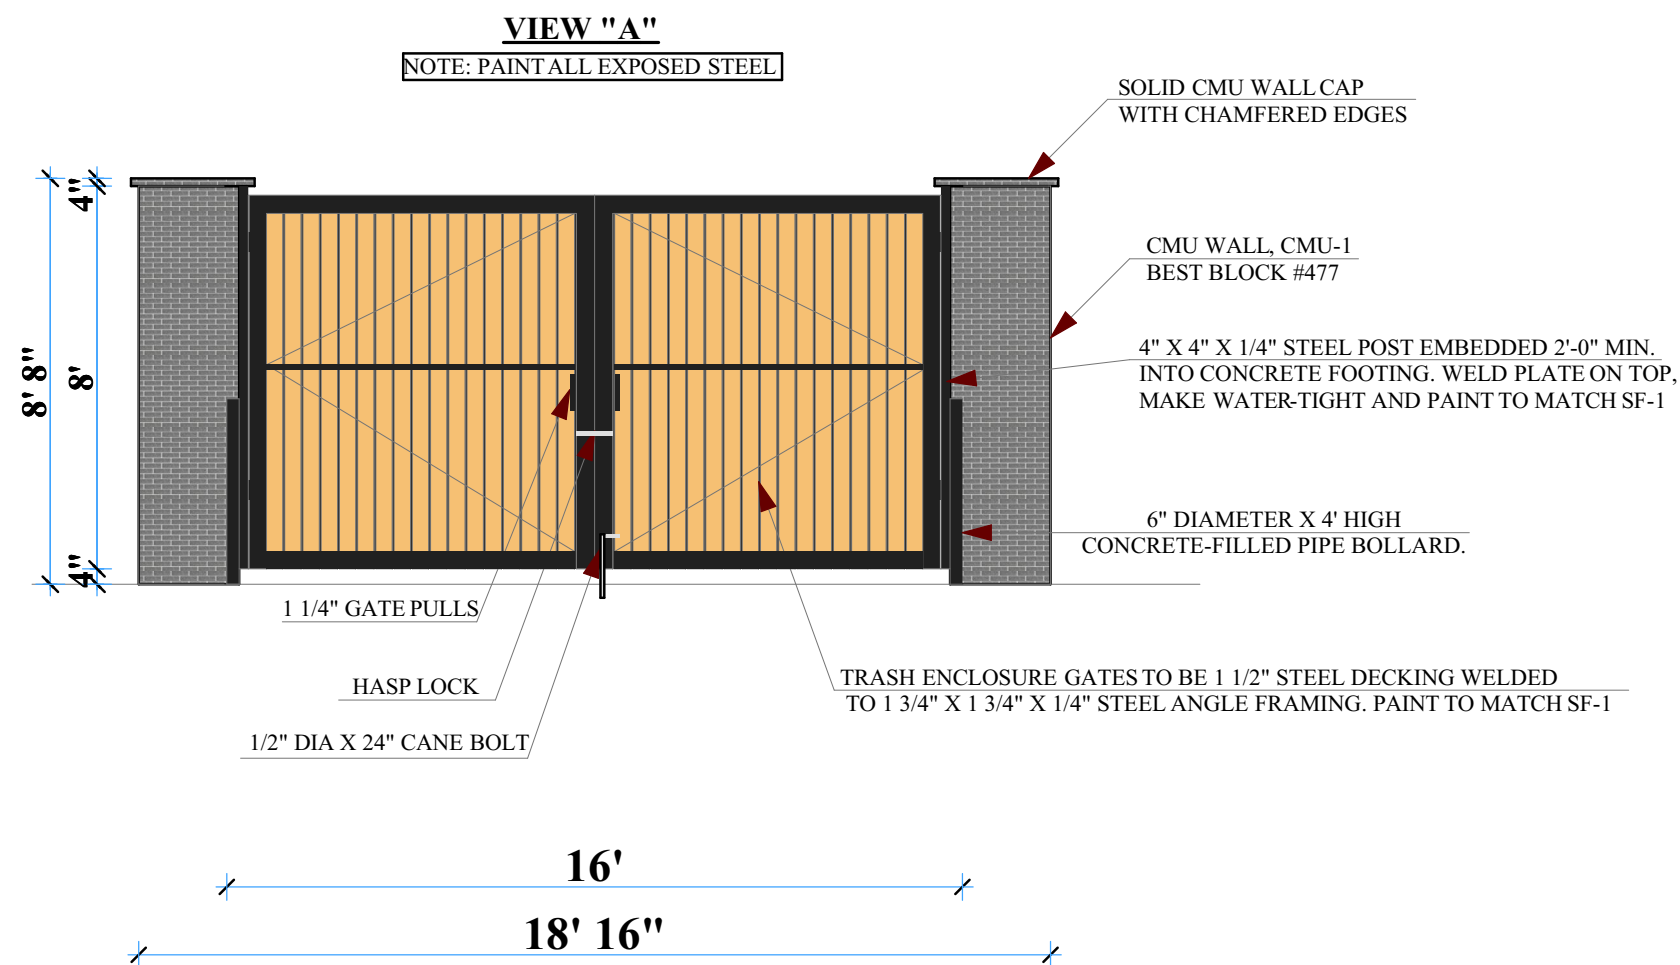 VIEW "A"
NOTE: PAINT ALL EXPOSED STEEL
SOLID CMU WALL CAP
WITH CHAMFERED EDGES
CMU WALL, CMU-1
BEST BLOCK #477
4" X 4" X 1/4" STEEL POST EMBEDDED 2'-0" MIN.
INTO CONCRETE FOOTING. WELD PLATE ON TOP,
MAKE WATER-TIGHT AND PAINT TO MATCH SF-1
6" DIAMETER X 4' HIGH
CONCRETE-FILLED PIPE BOLLARD.
8' 8"
4"
8'
4"
1 1/4" GATE PULLS
HASP LOCK
1/2" DIA X 24" CANE BOLT
TRASH ENCLOSURE GATES TO BE 1 1/2" STEEL DECKING WELDED
TO 1 3/4" X 1 3/4" X 1/4" STEEL ANGLE FRAMING. PAINT TO MATCH SF-1
16'
18' 16"